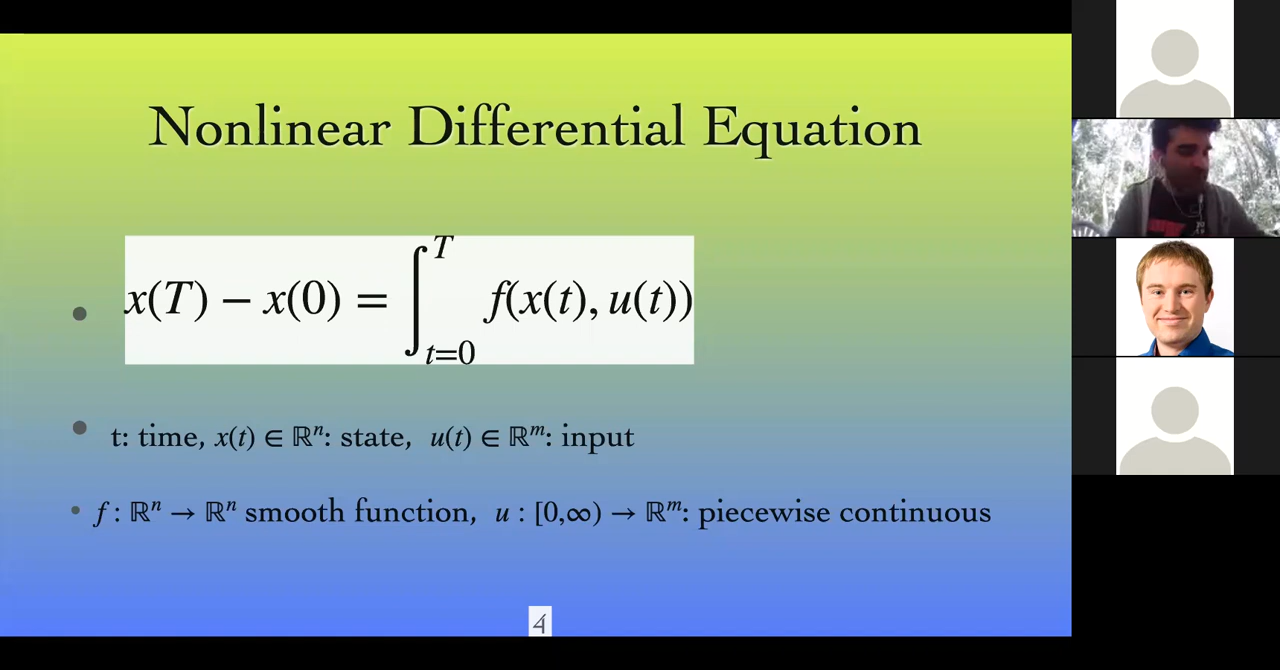 Nonlinear Differential Equation
x(T) − x(0) = ∫_{t=0}^{T} f(x(t), u(t))
t: time, x(t) ∈ ℝⁿ: state, u(t) ∈ ℝᵐ: input
f : ℝⁿ → ℝⁿ smooth function, u : [0,∞) → ℝᵐ: piecewise continuous
4